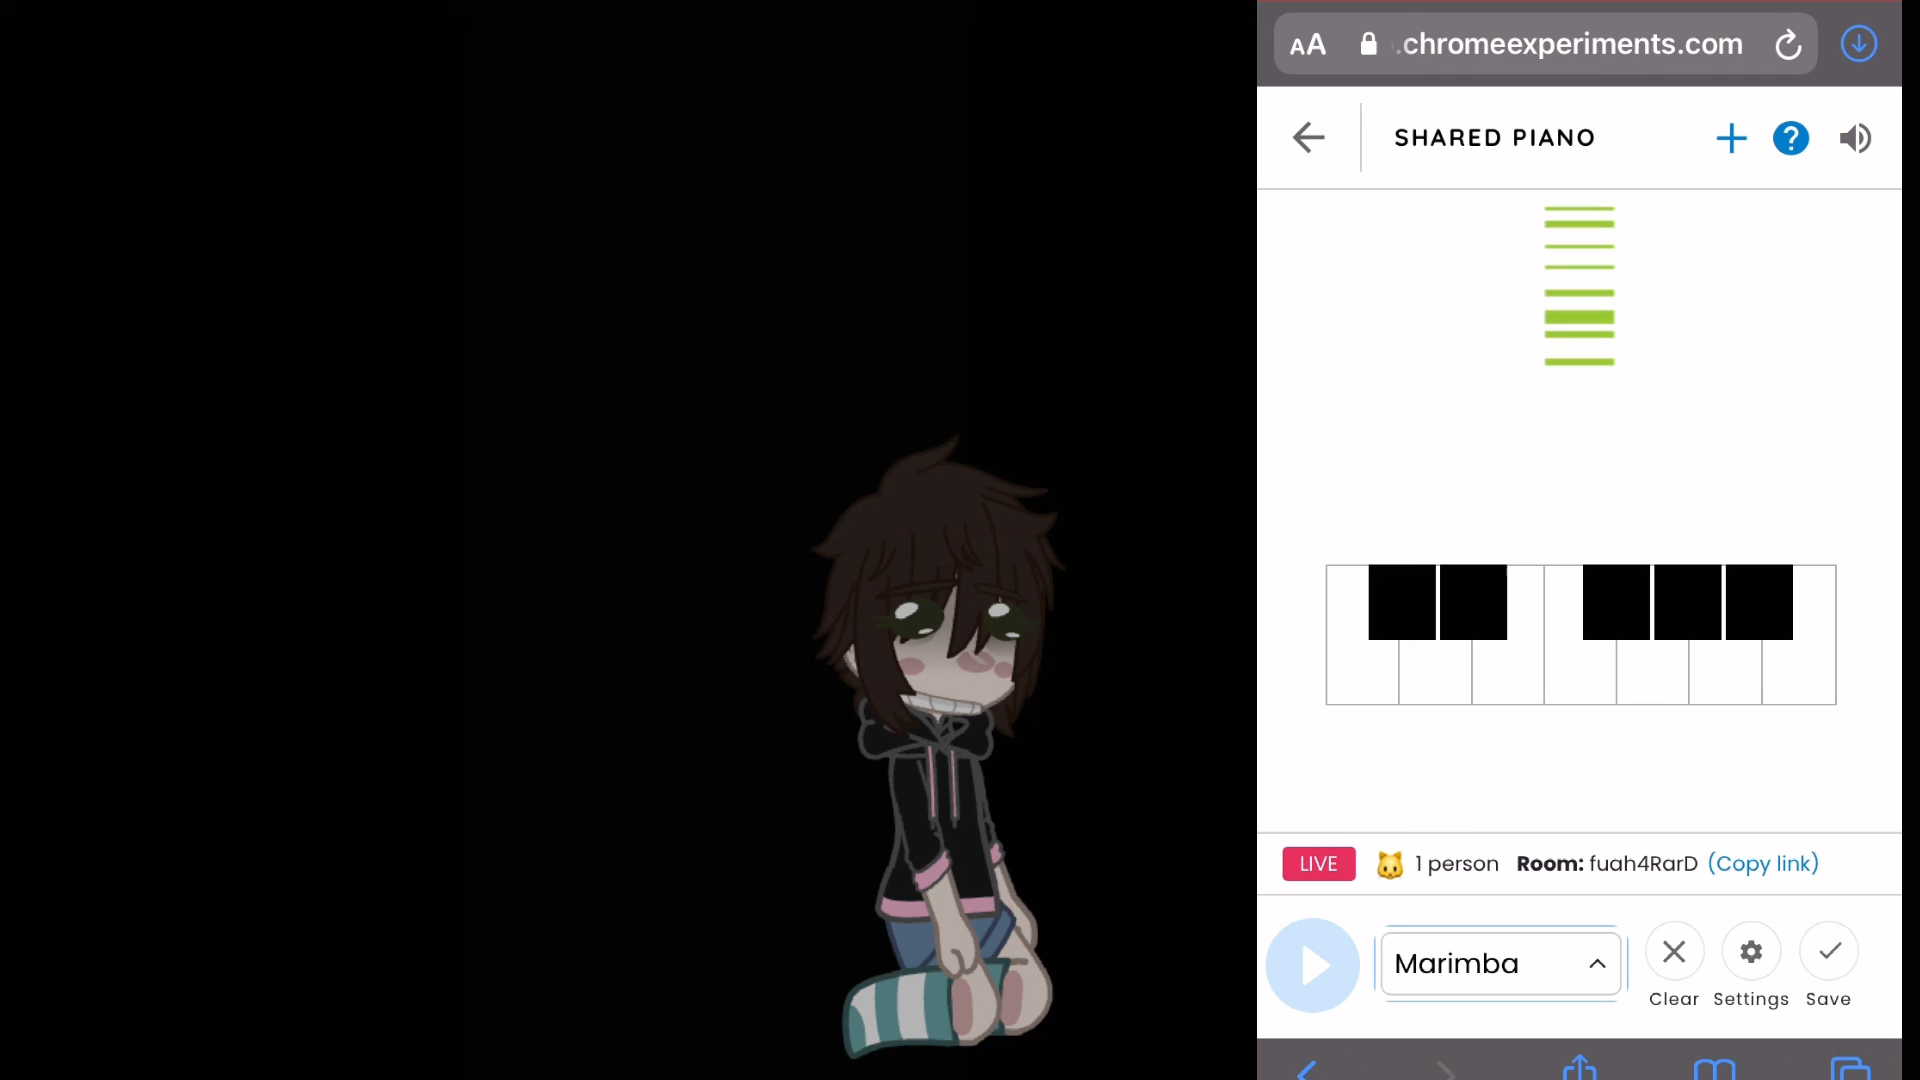 AA .chromeexperiments.com
SHARED PIANO
?
LIVE 1 person Room: fuah4RarD (Copy link)
Marimba
Clear Settings Save